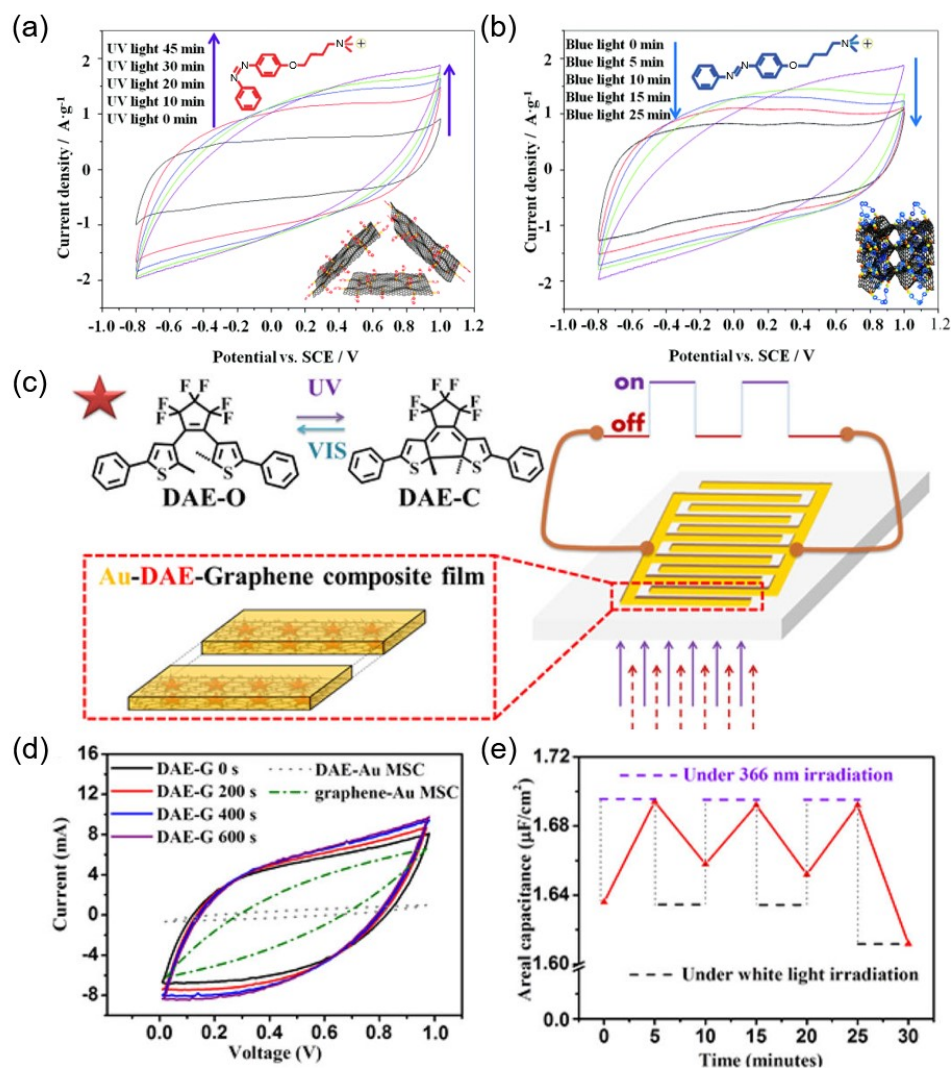 (a)
UV light 45 min
UV light 30 min
UV light 20 min
UV light 10 min
UV light 0 min
N
N
O
N
+
Current density / A·g⁻¹
2
1
0
-1
-2
-1.0 -0.8 -0.6 -0.4 -0.2 0.0 0.2 0.4 0.6 0.8 1.0 1.2
Potential vs. SCE / V
(b)
Blue light 0 min
Blue light 5 min
Blue light 10 min
Blue light 15 min
Blue light 25 min
N
N
O
N
+
Current density / A·g⁻¹
2
1
0
-1
-2
-1.0 -0.8 -0.6 -0.4 -0.2 0.0 0.2 0.4 0.6 0.8 1.0 1.2
Potential vs. SCE / V
(c)
F F
F F
F F
S S
DAE-O
UV
VIS
F F
F F
F F
S S
DAE-C
on
off
Au-DAE-Graphene composite film
(d)
DAE-G 0 s
DAE-G 200 s
DAE-G 400 s
DAE-G 600 s
DAE-Au MSC
graphene-Au MSC
Current (mA)
16
12
8
4
0
-4
-8
0.0 0.2 0.4 0.6 0.8 1.0
Voltage (V)
(e)
Under 366 nm irradiation
Under white light irradiation
Areal capacitance (μF/cm²)
1.72
1.68
1.64
1.60
0.0
0 5 10 15 20 25 30
Time (minutes)